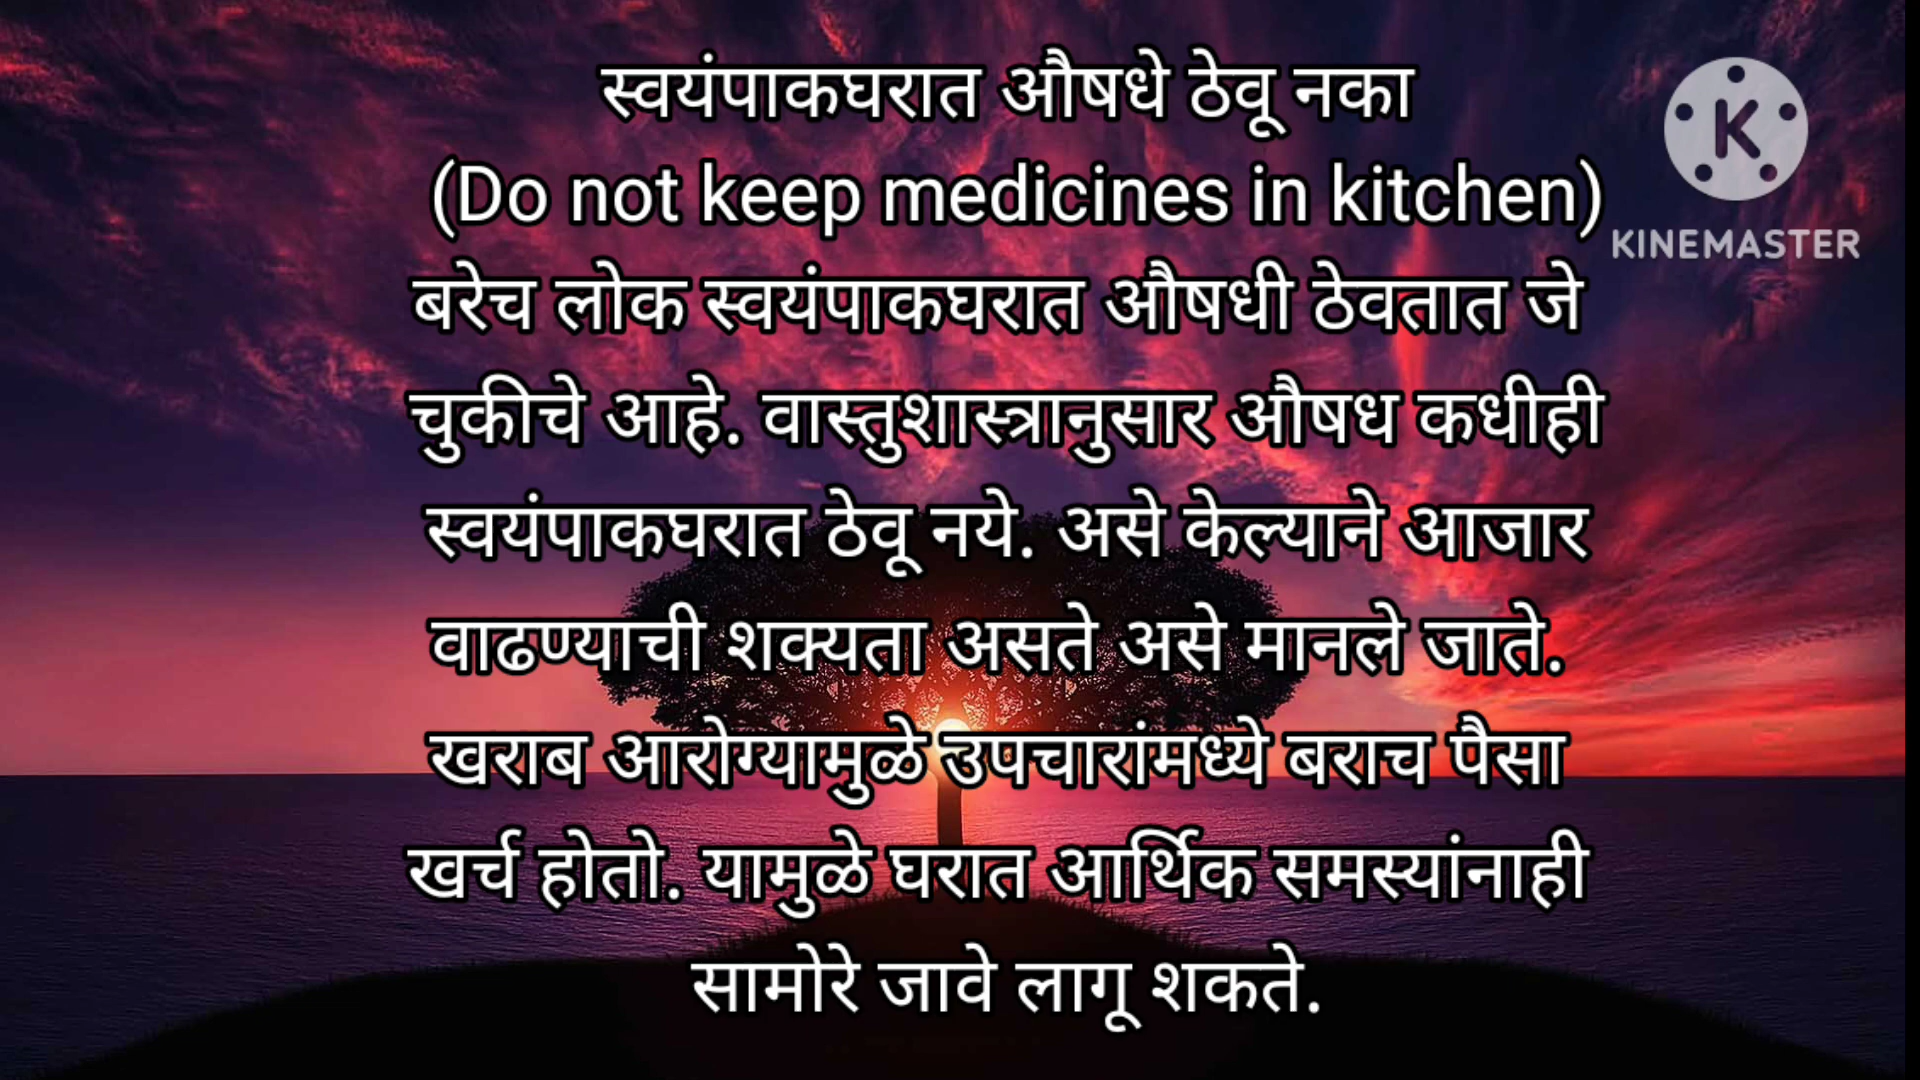 स्वयंपाकघरात औषधे ठेवू नका
(Do not keep medicines in kitchen)
बरेच लोक स्वयंपाकघरात औषधी ठेवतात जे
चुकीचे आहे. वास्तुशास्त्रानुसार औषध कधीही
स्वयंपाकघरात ठेवू नये. असे केल्याने आजार
वाढण्याची शक्यता असते असे मानले जाते.
खराब आरोग्यामुळे उपचारांमध्ये बराच पैसा
खर्च होतो. यामुळे घरात आर्थिक समस्यांनाही
सामोरे जावे लागू शकते.
K
KINEMASTER